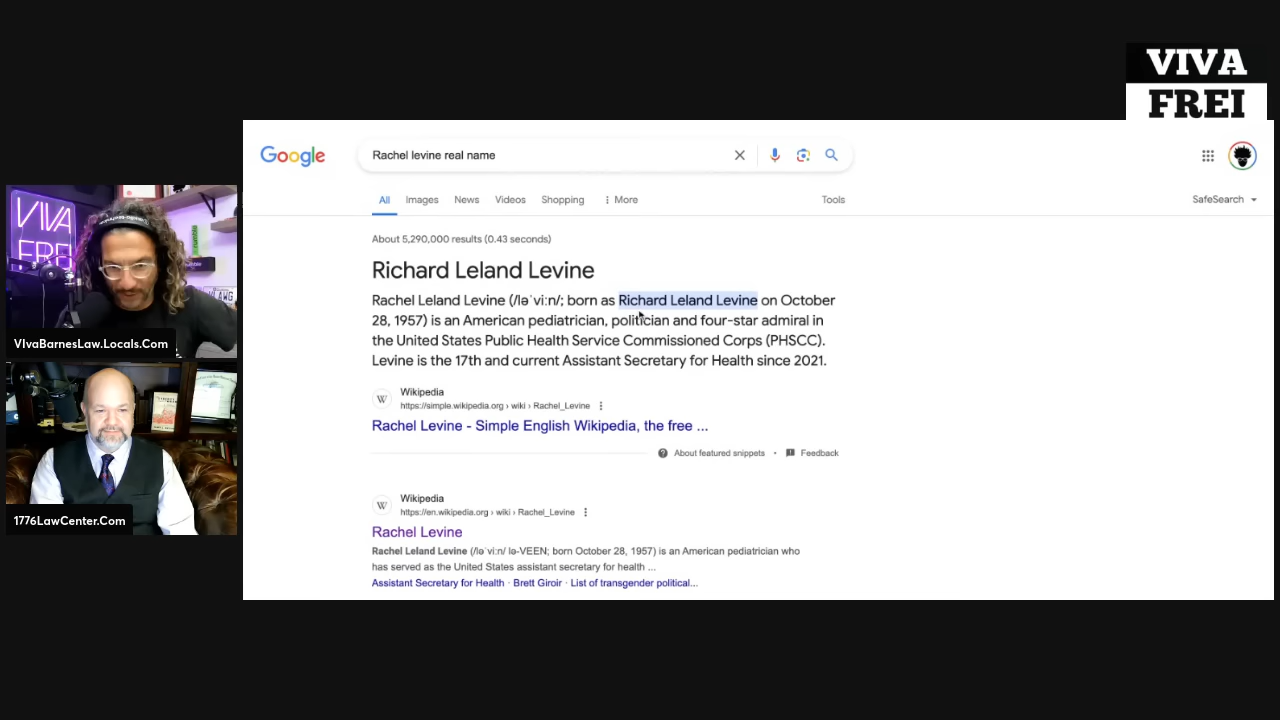 VIVA
FREI
Google
Rachel levine real name
All
Images
News
Videos
Shopping
More
Tools
SafeSearch
About 5,290,000 results (0.43 seconds)
Richard Leland Levine
Rachel Leland Levine (/ləˈviːn/; born as Richard Leland Levine on October
28, 1957) is an American pediatrician, politician and four-star admiral in
the United States Public Health Service Commissioned Corps (PHSCC).
Levine is the 17th and current Assistant Secretary for Health since 2021.
W
Wikipedia
https://simple.wikipedia.org › wiki › Rachel_Levine
Rachel Levine - Simple English Wikipedia, the free ...
About featured snippets
•
Feedback
W
Wikipedia
https://en.wikipedia.org › wiki › Rachel_Levine
Rachel Levine
Rachel Leland Levine (/ləˈviːn/ lə-VEEN; born October 28, 1957) is an American pediatrician who
has served as the United States assistant secretary for health ...
Assistant Secretary for Health · Brett Giroir · List of transgender political...
VIVA
FREI
VIvaBarnesLaw.Locals.Com
1776LawCenter.Com